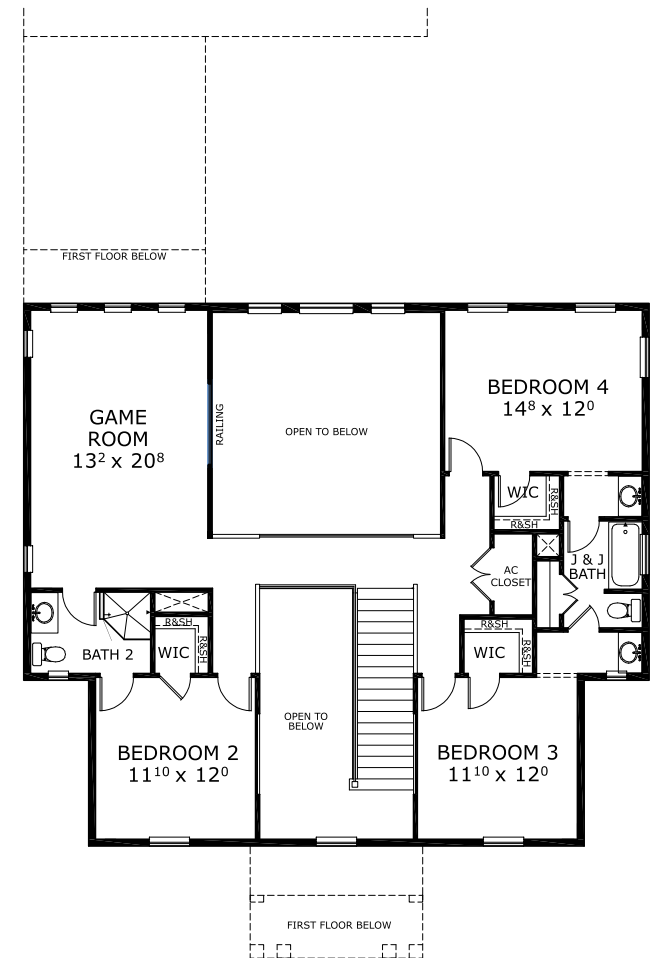 FIRST FLOOR BELOW
GAME
ROOM
13² x 20⁸
RAILING
OPEN TO BELOW
BEDROOM 4
14⁸ x 12⁰
WIC
R&SH
R&SH
J & J
BATH
AC
CLOSET
R&SH
R&SH
WIC
BATH 2
R&SH
R&SH
WIC
OPEN TO
BELOW
BEDROOM 2
11¹⁰ x 12⁰
BEDROOM 3
11¹⁰ x 12⁰
FIRST FLOOR BELOW